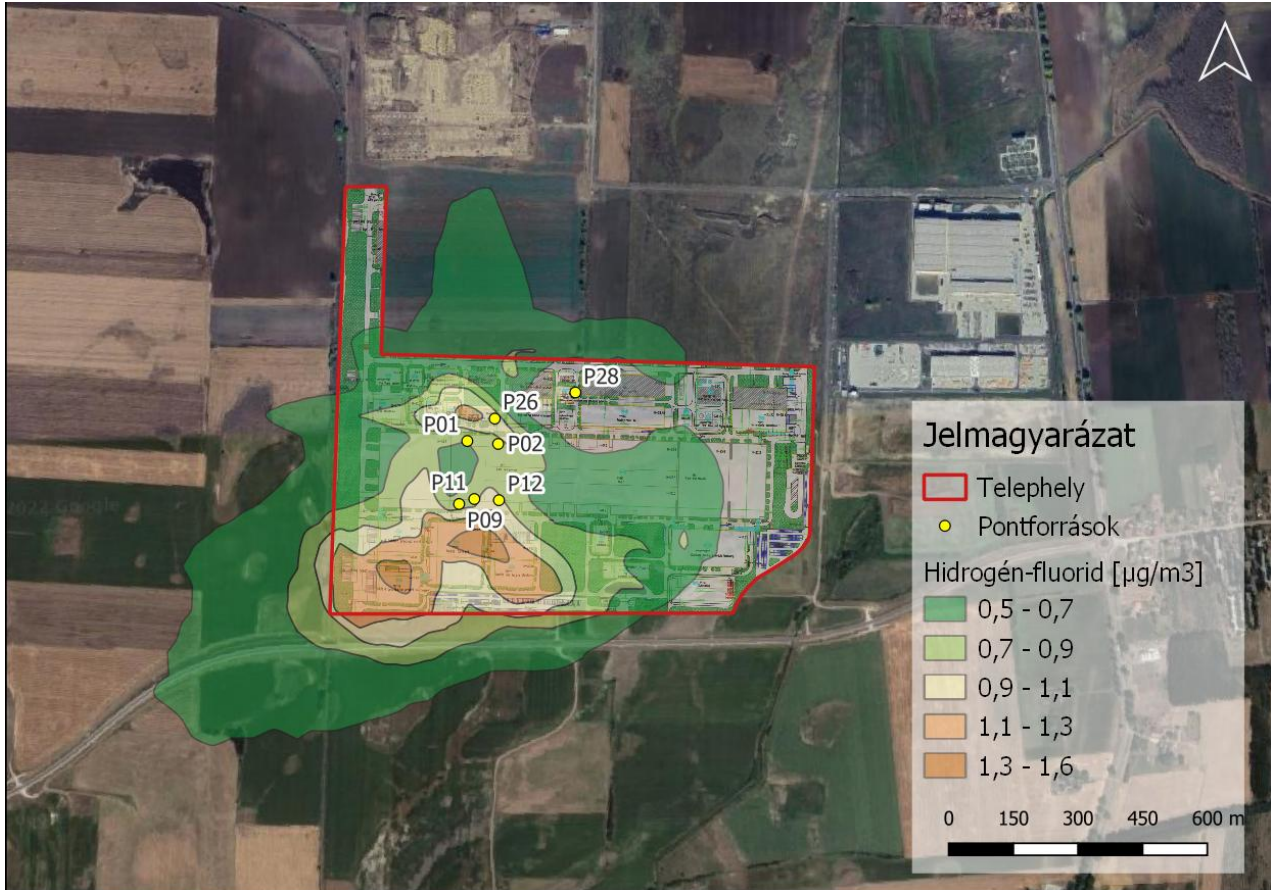 P28
P26
P01
P02
P11
P12
P09
Jelmagyarázat
Telephely
Pontforrások
Hidrogén-fluorid [µg/m3]
0,5 - 0,7
0,7 - 0,9
0,9 - 1,1
1,1 - 1,3
1,3 - 1,6
0 150 300 450 600 m